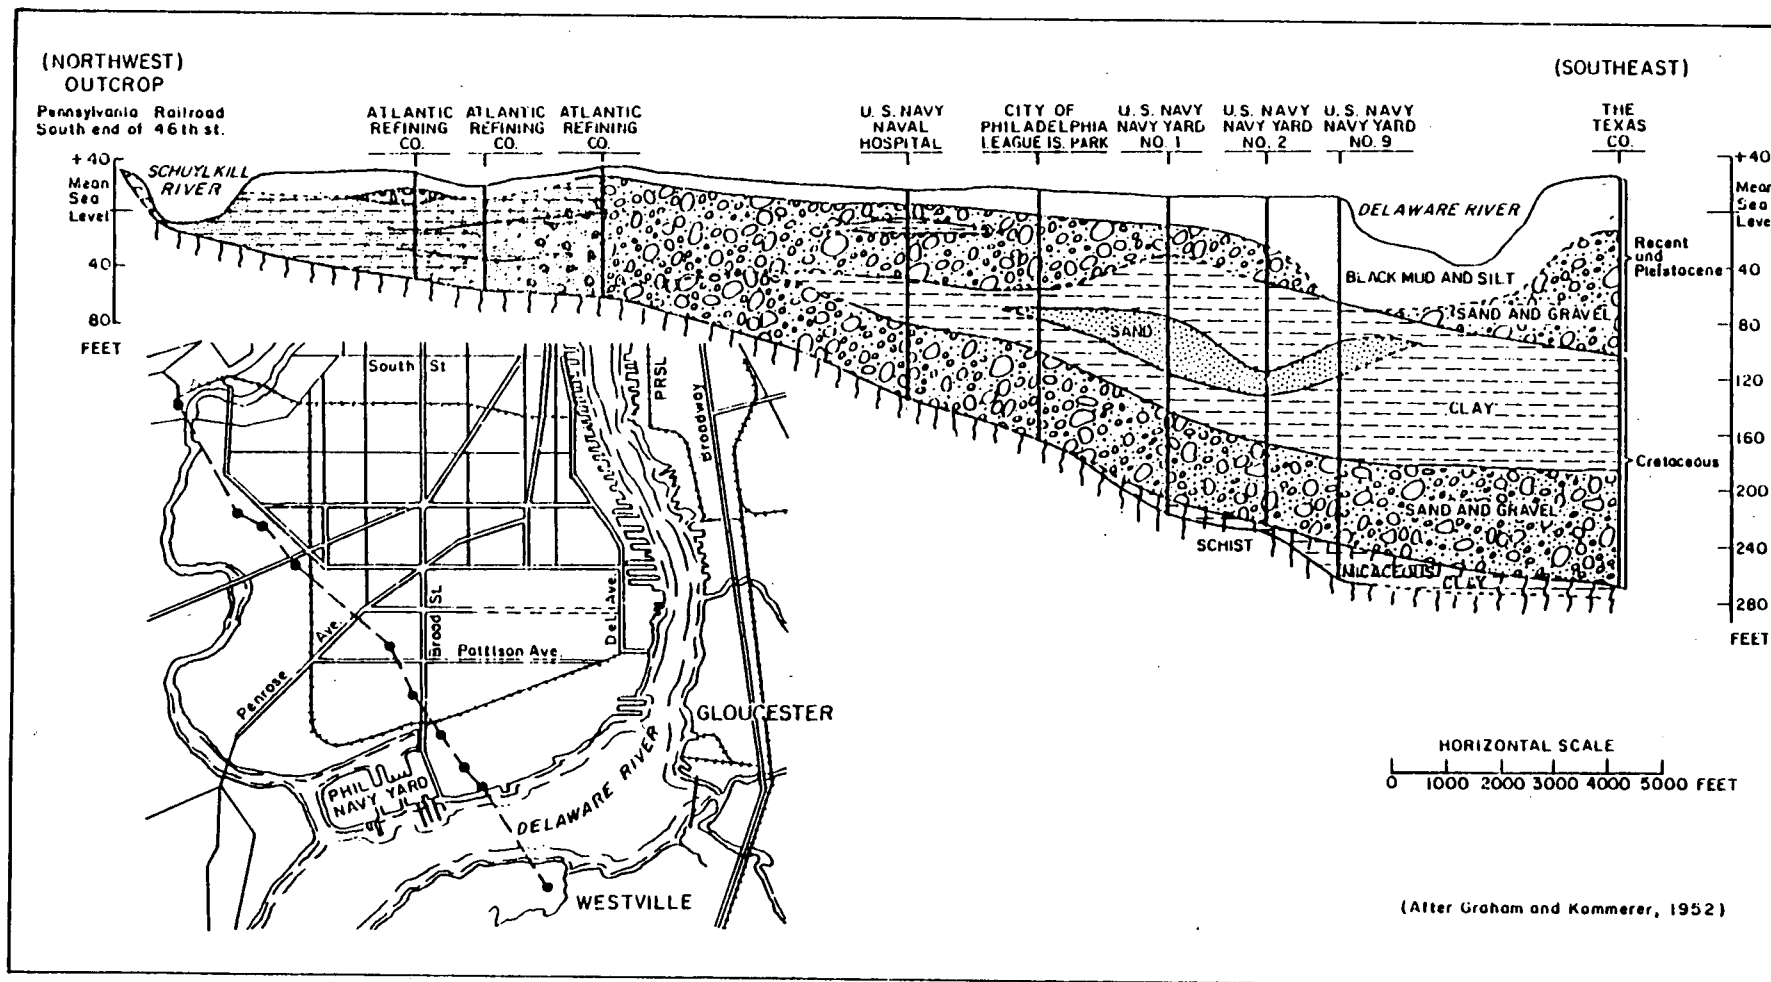 (NORTHWEST)
OUTCROP
Pennsylvania Railroad
South end of 46th st.
ATLANTIC
REFINING
CO.
ATLANTIC
REFINING
CO.
ATLANTIC
REFINING
CO.
U. S. NAVY
NAVAL
HOSPITAL
CITY OF
PHILADELPHIA
LEAGUE IS. PARK
U. S. NAVY
NAVY YARD
NO. 1
U. S. NAVY
NAVY YARD
NO. 2
U. S. NAVY
NAVY YARD
NO. 9
(SOUTHEAST)
THE
TEXAS
CO.
+40
Mean
Sea
Level
40
80
FEET
SCHUYLKILL
RIVER
DELAWARE RIVER
BLACK MUD AND SILT
SAND AND GRAVEL
SAND
CLAY
SAND AND GRAVEL
SCHIST
MICACEOUS
CLAY
Recent
und
Pleistocene
Cretaceous
+40
Mean
Sea
Level
40
80
120
160
200
240
280
FEET
South St
PRSL
Broadway
Del. Ave.
Broad St.
Penrose Ave.
Pattison Ave.
GLOUCESTER
PHIL
NAVY YARD
DELAWARE RIVER
WESTVILLE
HORIZONTAL SCALE
0 1000 2000 3000 4000 5000 FEET
(After Graham and Kammerer, 1952)